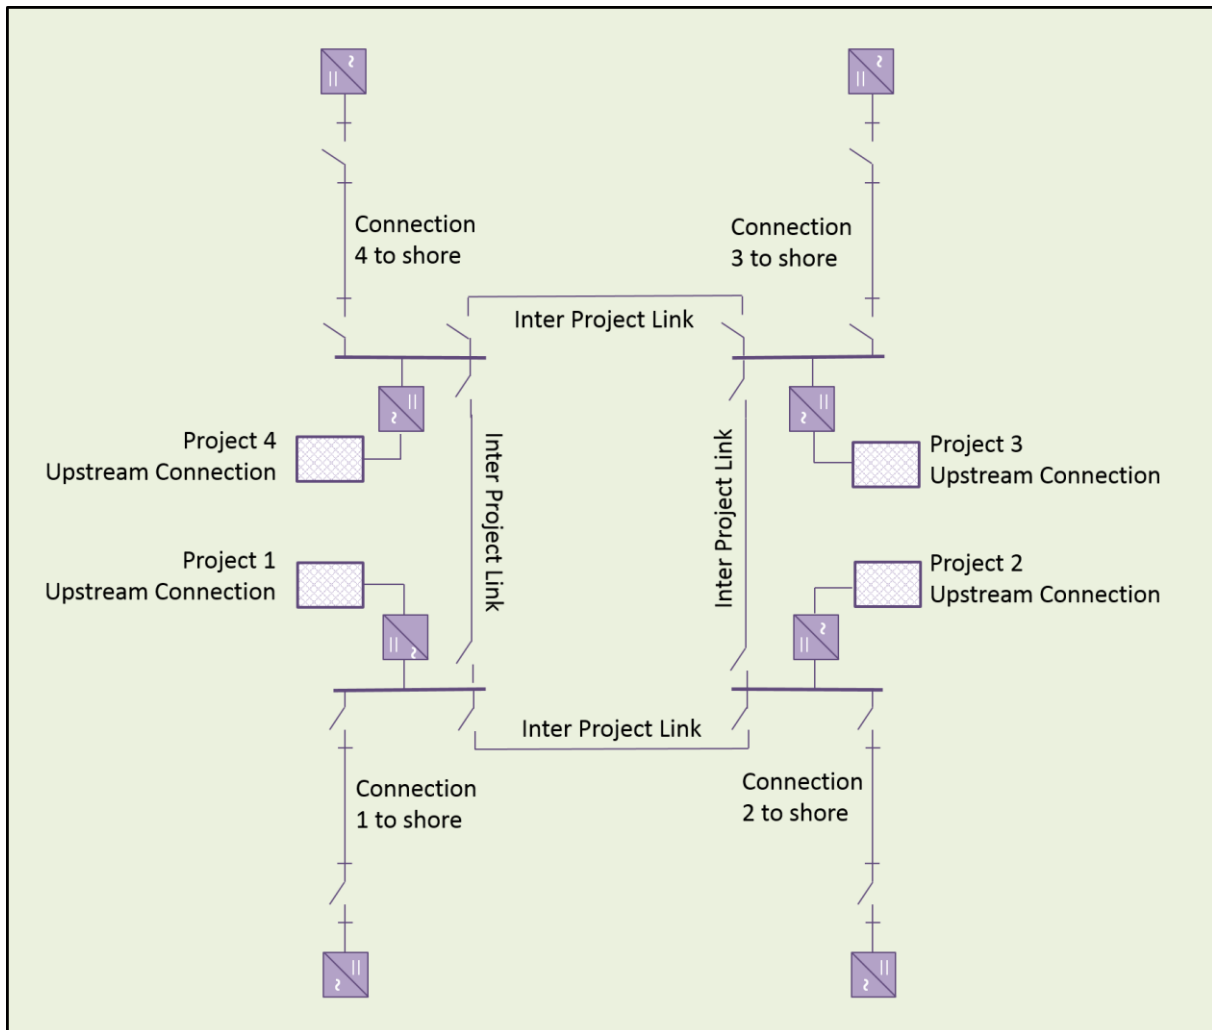 Connection
4 to shore
Connection
3 to shore
Inter Project Link
Project 4
Upstream Connection
Inter Project Link
Inter Project Link
Project 3
Upstream Connection
Project 1
Upstream Connection
Project 2
Upstream Connection
Inter Project Link
Connection
1 to shore
Connection
2 to shore